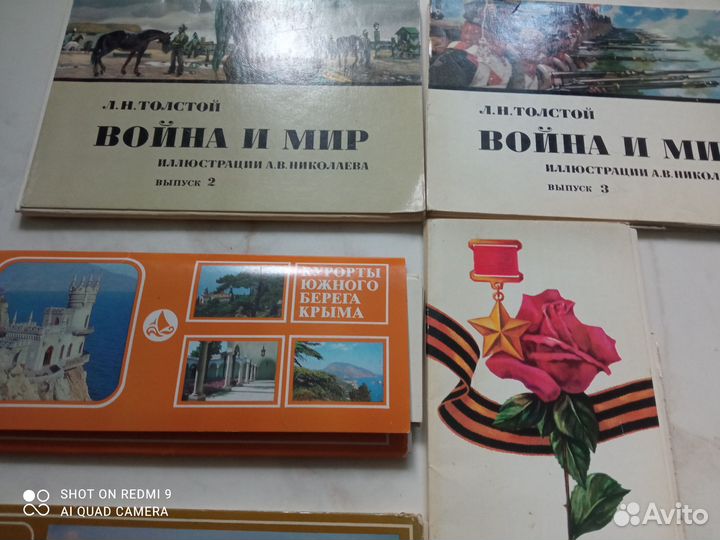 Л.Н.ТОЛСТОЙ
ВОЙНА И МИР
ИЛЛЮСТРАЦИИ А.В.НИКОЛАЕВА
ВЫПУСК 2
Л.Н.ТОЛСТОЙ
ВОЙНА И МИ
ИЛЛЮСТРАЦИИ А.В.НИКОЛ
ВЫПУСК 3
КУРОРТЫ
ЮЖНОГО
БЕРЕГА
КРЫМА
SHOT ON REDMI 9
AI QUAD CAMERA
Avito